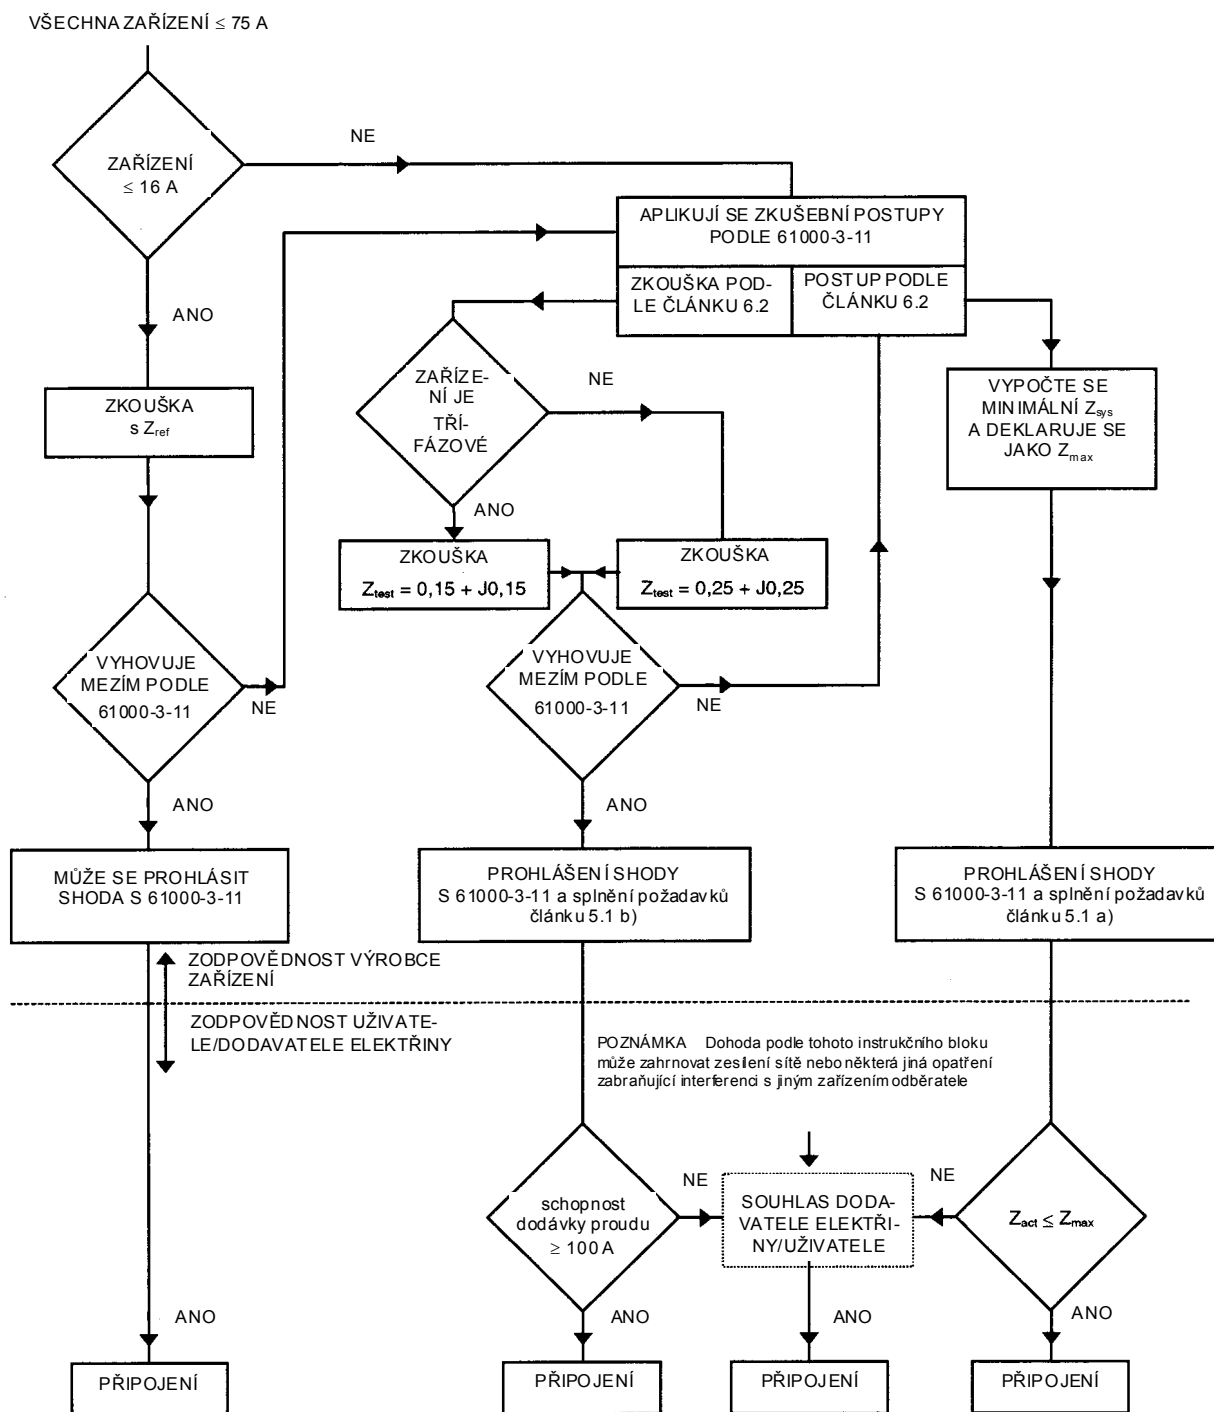 VŠECHNA ZAŘÍZENÍ ≤ 75 A
NE
ZAŘÍZENÍ
≤ 16 A
APLIKUJÍ SE ZKUŠEBNÍ POSTUPY
PODLE 61000-3-11
ZKOUŠKA POD-
LE ČLÁNKU 6.2
POSTUP PODLE
ČLÁNKU 6.2
ANO
ZAŘÍZE-
NÍ JE
TŘÍ-
FÁZOVÉ
NE
VYPOČTE SE
MINIMÁLNÍ Zsys
A DEKLARUJE SE
JAKO Zmax
ZKOUŠKA
s Zref
ANO
ZKOUŠKA
Ztest = 0,15 + J0,15
ZKOUŠKA
Ztest = 0,25 + J0,25
VYHOVUJE
MEZÍM PODLE
61000-3-11
NE
VYHOVUJE
MEZÍM PODLE
61000-3-11
NE
ANO
ANO
MŮŽE SE PROHLÁSIT
SHODA S 61000-3-11
PROHLÁŠENÍ SHODY
S 61000-3-11 a splnění požadavků
článku 5.1 b)
PROHLÁŠENÍ SHODY
S 61000-3-11 a splnění požadavků
článku 5.1 a)
ZODPOVĚDNOST VÝROBCE
ZAŘÍZENÍ
ZODPOVĚDNOST UŽIVATE-
LE/DODAVATELE ELEKTŘINY
POZNÁMKA Dohoda podle tohoto instrukčního bloku
může zahrnovat zesílení sítě nebo některá jiná opatření
zabraňující interferenci s jiným zařízením odběratele
schopnost
dodávky proudu
≥ 100 A
NE
SOUHLAS DODA-
VATELE ELEKTŘI-
NY/UŽIVATELE
NE
Zact ≤ Zmax
ANO
ANO
ANO
ANO
PŘIPOJENÍ
PŘIPOJENÍ
PŘIPOJENÍ
PŘIPOJENÍ